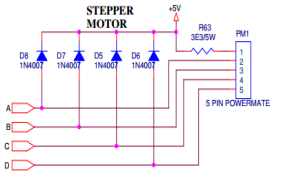 STEPPER
MOTOR
+5V
R63
3E3/5W
PM1
D8
1N4007
D7
1N4007
D5
1N4007
D6
1N4007
1
2
3
4
5
5 PIN POWERMATE
A
B
C
D